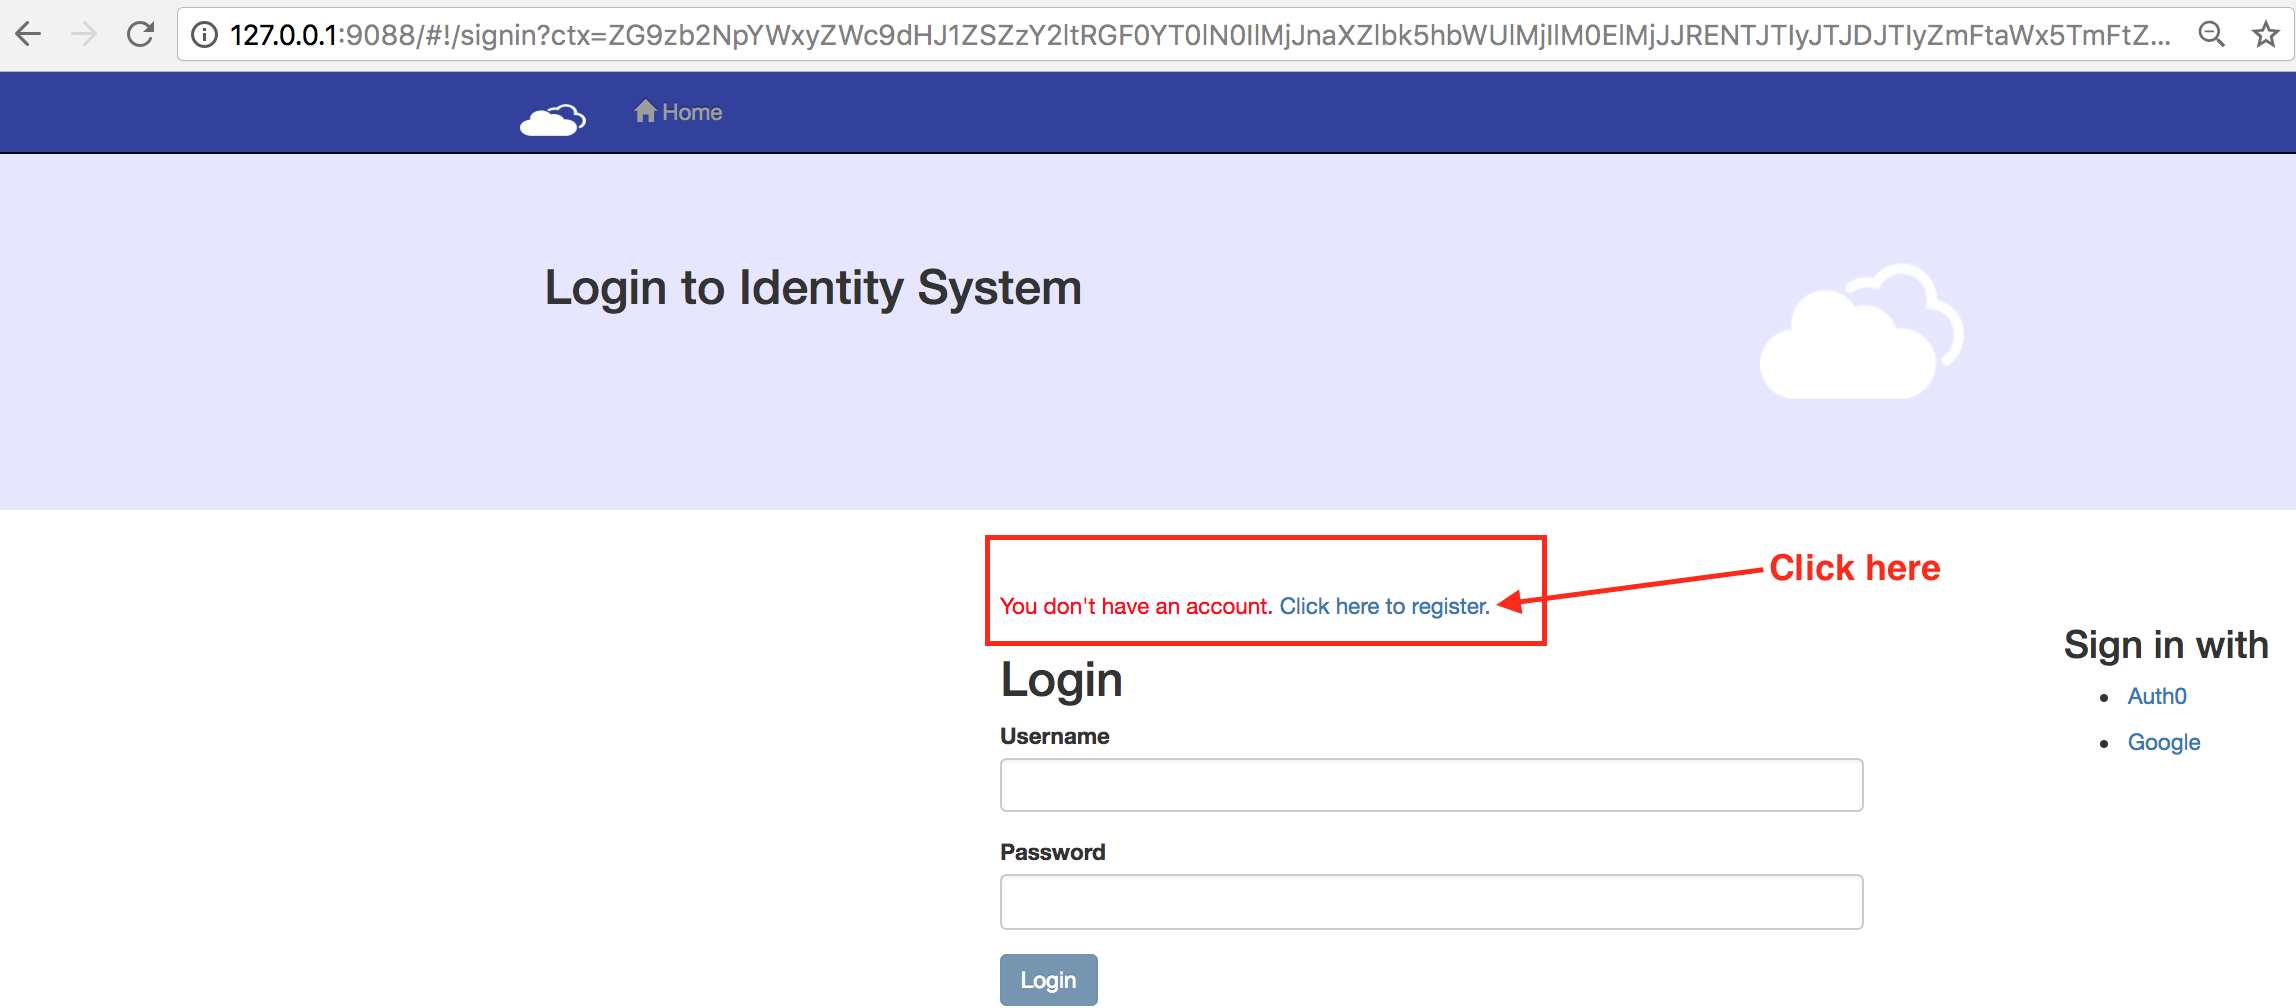 127.0.0.1:9088/#!/signin?ctx=ZG9zb2NpYWxyZWc9dHJ1ZSZzY2ltRGF0YT0lN0IlMjJnaXZlbk5hbWUlMjIlM0ElMjJJRENTJTIyJTJDJTIyZmFtaWx5TmFtZ...
Home
Login to Identity System
Click here
You don't have an account. Click here to register.
Sign in with
Login
Auth0
Username
Google
Password
Login